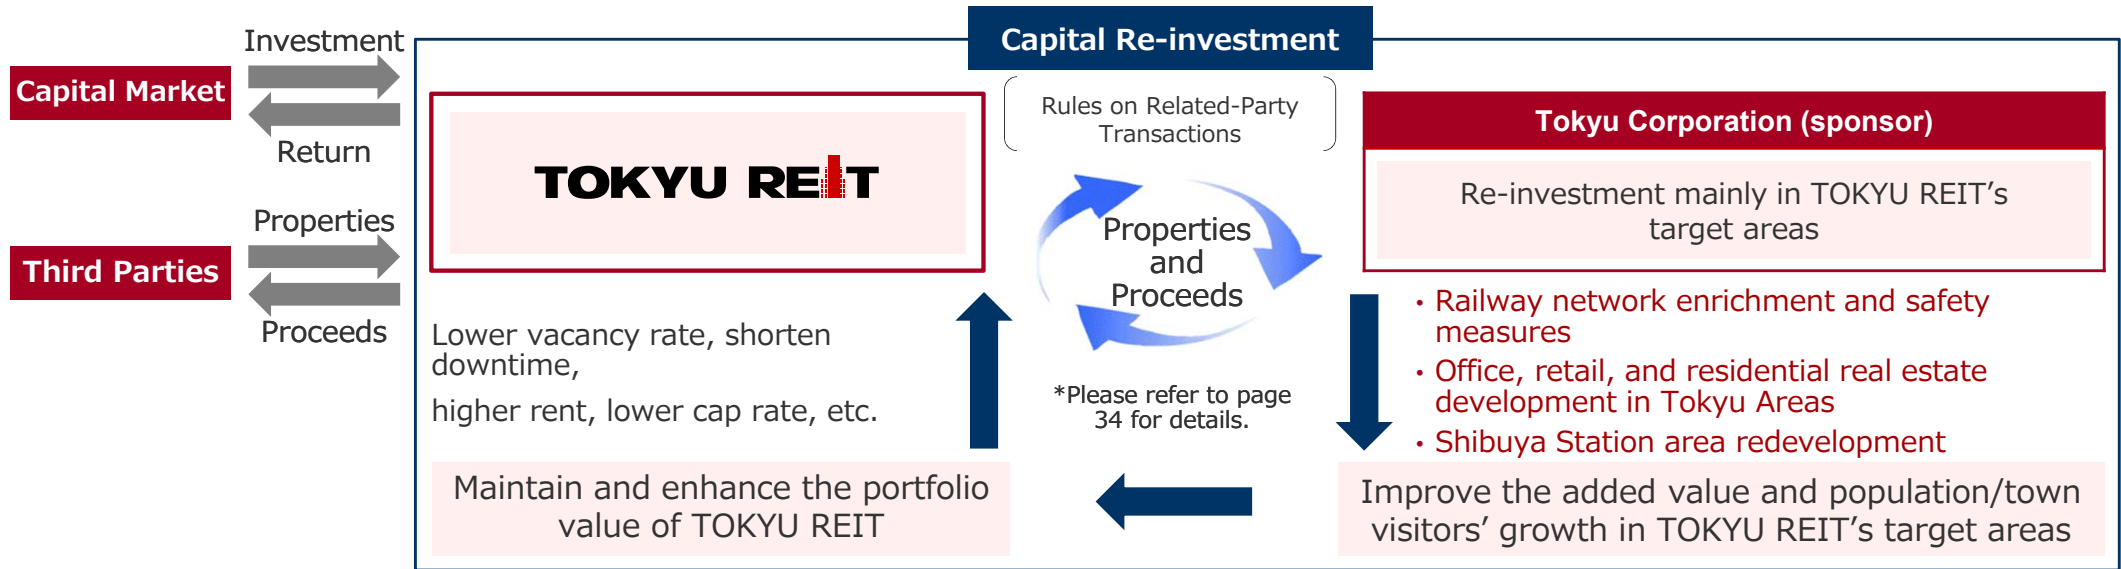 Capital Re-investment
Investment
Capital Market
Return
Properties
Third Parties
Proceeds
TOKYU REIT
Rules on Related-Party
Transactions
Properties
and
Proceeds
*Please refer to page
34 for details.
Tokyu Corporation (sponsor)
Re-investment mainly in TOKYU REIT’s
target areas
・Railway network enrichment and safety
measures
・Office, retail, and residential real estate
development in Tokyu Areas
・Shibuya Station area redevelopment
Improve the added value and population/town
visitors’ growth in TOKYU REIT’s target areas
Lower vacancy rate, shorten
downtime,
higher rent, lower cap rate, etc.
Maintain and enhance the portfolio
value of TOKYU REIT